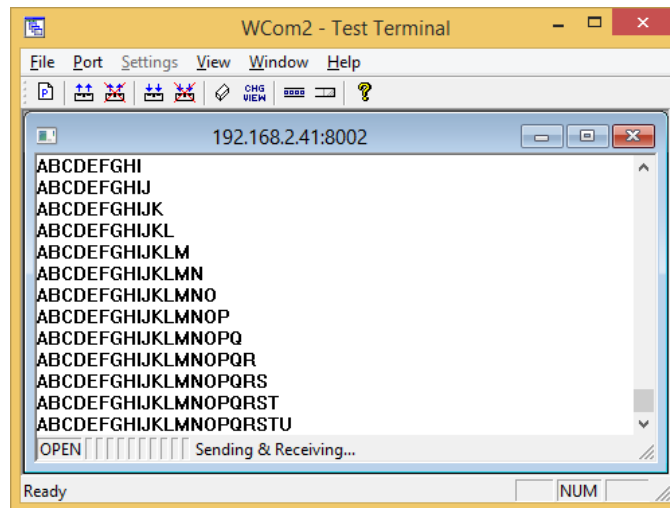 WCom2 - Test Terminal
File Port Settings View Window Help
P CHG VIEW ?
192.168.2.41:8002
ABCDEFGHI
ABCDEFGHIJ
ABCDEFGHIJK
ABCDEFGHIJKL
ABCDEFGHIJKLM
ABCDEFGHIJKLMN
ABCDEFGHIJKLMNO
ABCDEFGHIJKLMNOP
ABCDEFGHIJKLMNOPQ
ABCDEFGHIJKLMNOPQR
ABCDEFGHIJKLMNOPQRS
ABCDEFGHIJKLMNOPQRST
ABCDEFGHIJKLMNOPQRSTU
OPEN Sending & Receiving...
Ready NUM